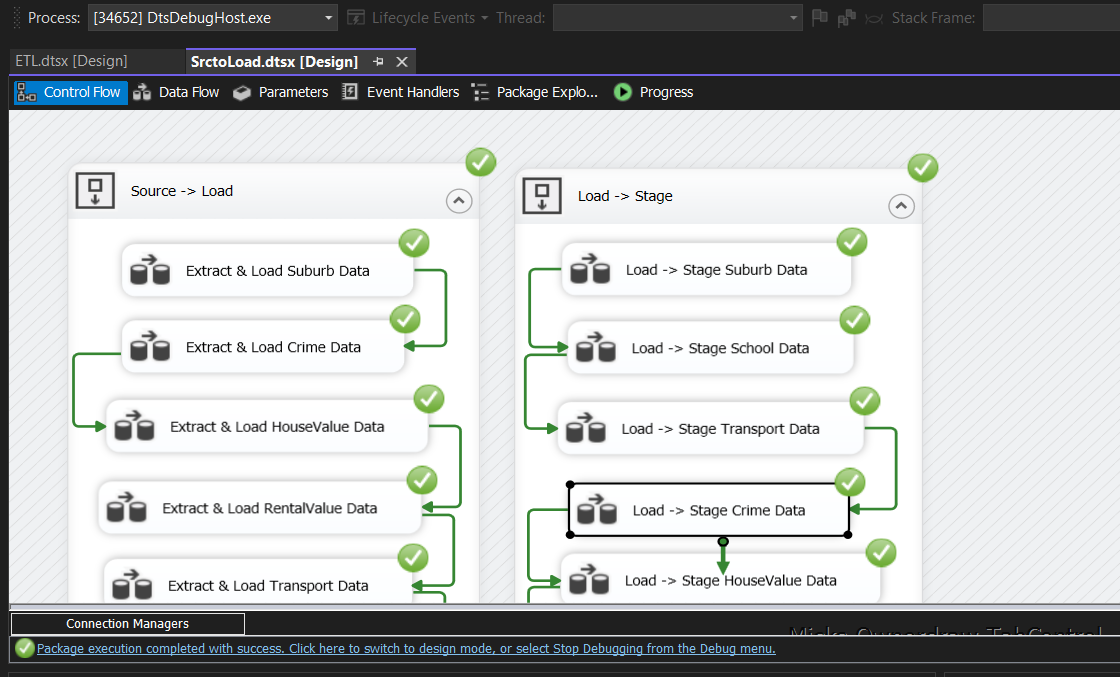 Process: [34652] DtsDebugHost.exe Lifecycle Events Thread: Stack Frame:
ETL.dtsx [Design] SrctoLoad.dtsx [Design]
Control Flow Data Flow Parameters Event Handlers Package Explo... Progress
Source -> Load
Extract & Load Suburb Data
Extract & Load Crime Data
Extract & Load HouseValue Data
Extract & Load RentalValue Data
Extract & Load Transport Data
Load -> Stage
Load -> Stage Suburb Data
Load -> Stage School Data
Load -> Stage Transport Data
Load -> Stage Crime Data
Load -> Stage HouseValue Data
Connection Managers
Package execution completed with success. Click here to switch to design mode, or select Stop Debugging from the Debug menu.